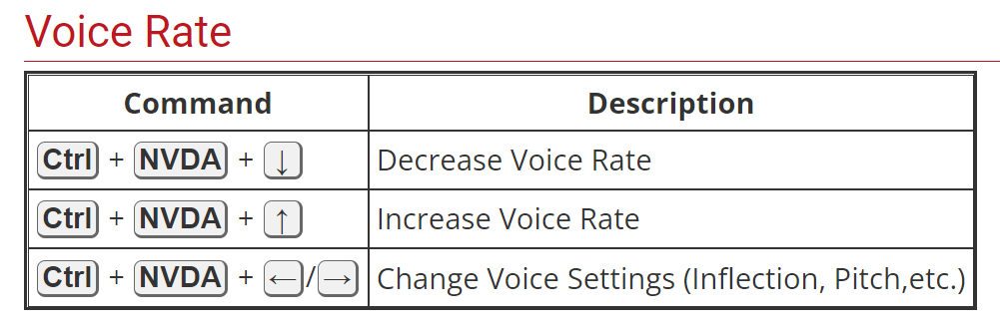 Voice Rate
Command Description
Ctrl + NVDA + ↓ Decrease Voice Rate
Ctrl + NVDA + ↑ Increase Voice Rate
Ctrl + NVDA + ←/→ Change Voice Settings (Inflection, Pitch,etc.)